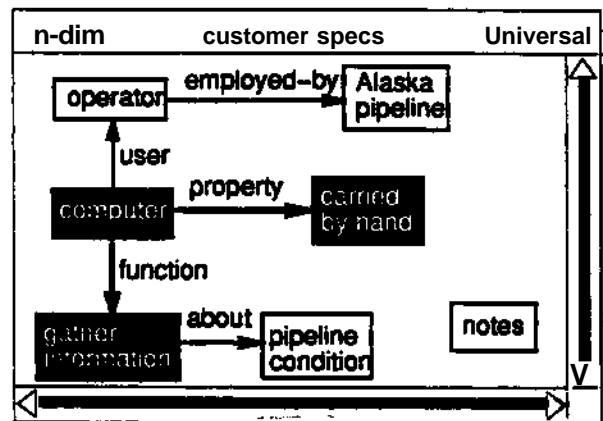 n-dim customer specs Universal
operator employed-by Alaska pipeline
user
computer property carried by hand
function
gather information about pipeline condition
notes